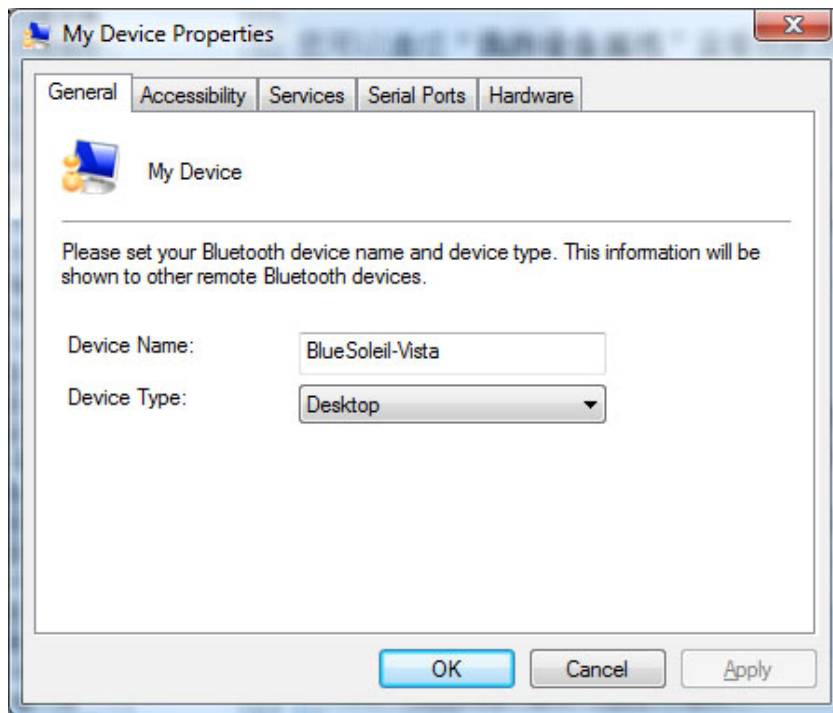 My Device Properties
General Accessibility Services Serial Ports Hardware
My Device
Please set your Bluetooth device name and device type. This information will be
shown to other remote Bluetooth devices.
Device Name: BlueSoleil-Vista
Device Type: Desktop
OK Cancel Apply